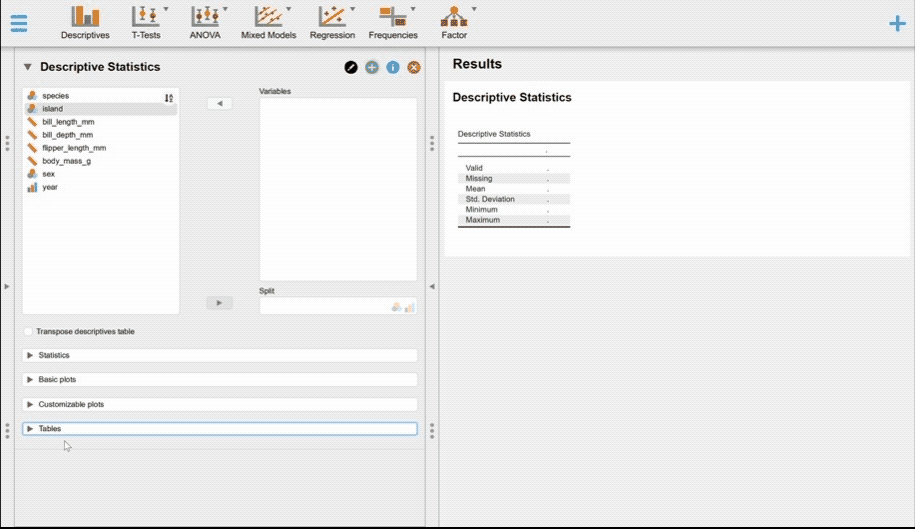 Descriptives
T-Tests
ANOVA
Mixed Models
Regression
Frequencies
Factor
Descriptive Statistics
species
island
bill_length_mm
bill_depth_mm
flipper_length_mm
body_mass_g
sex
year
Variables
Split
Transpose descriptives table
Statistics
Basic plots
Customizable plots
Tables
Results
Descriptive Statistics
Descriptive Statistics
.
Valid .
Missing .
Mean .
Std. Deviation .
Minimum .
Maximum .